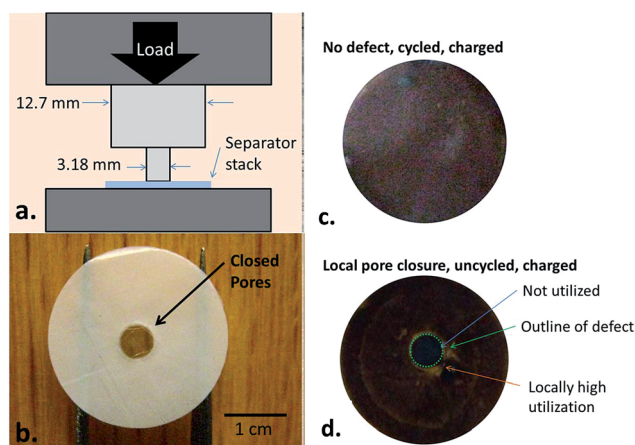 Load
12.7 mm
3.18 mm
Separator
stack
a.
Closed
Pores
1 cm
b.
No defect, cycled, charged
c.
Local pore closure, uncycled, charged
Not utilized
Outline of defect
Locally high
utilization
d.